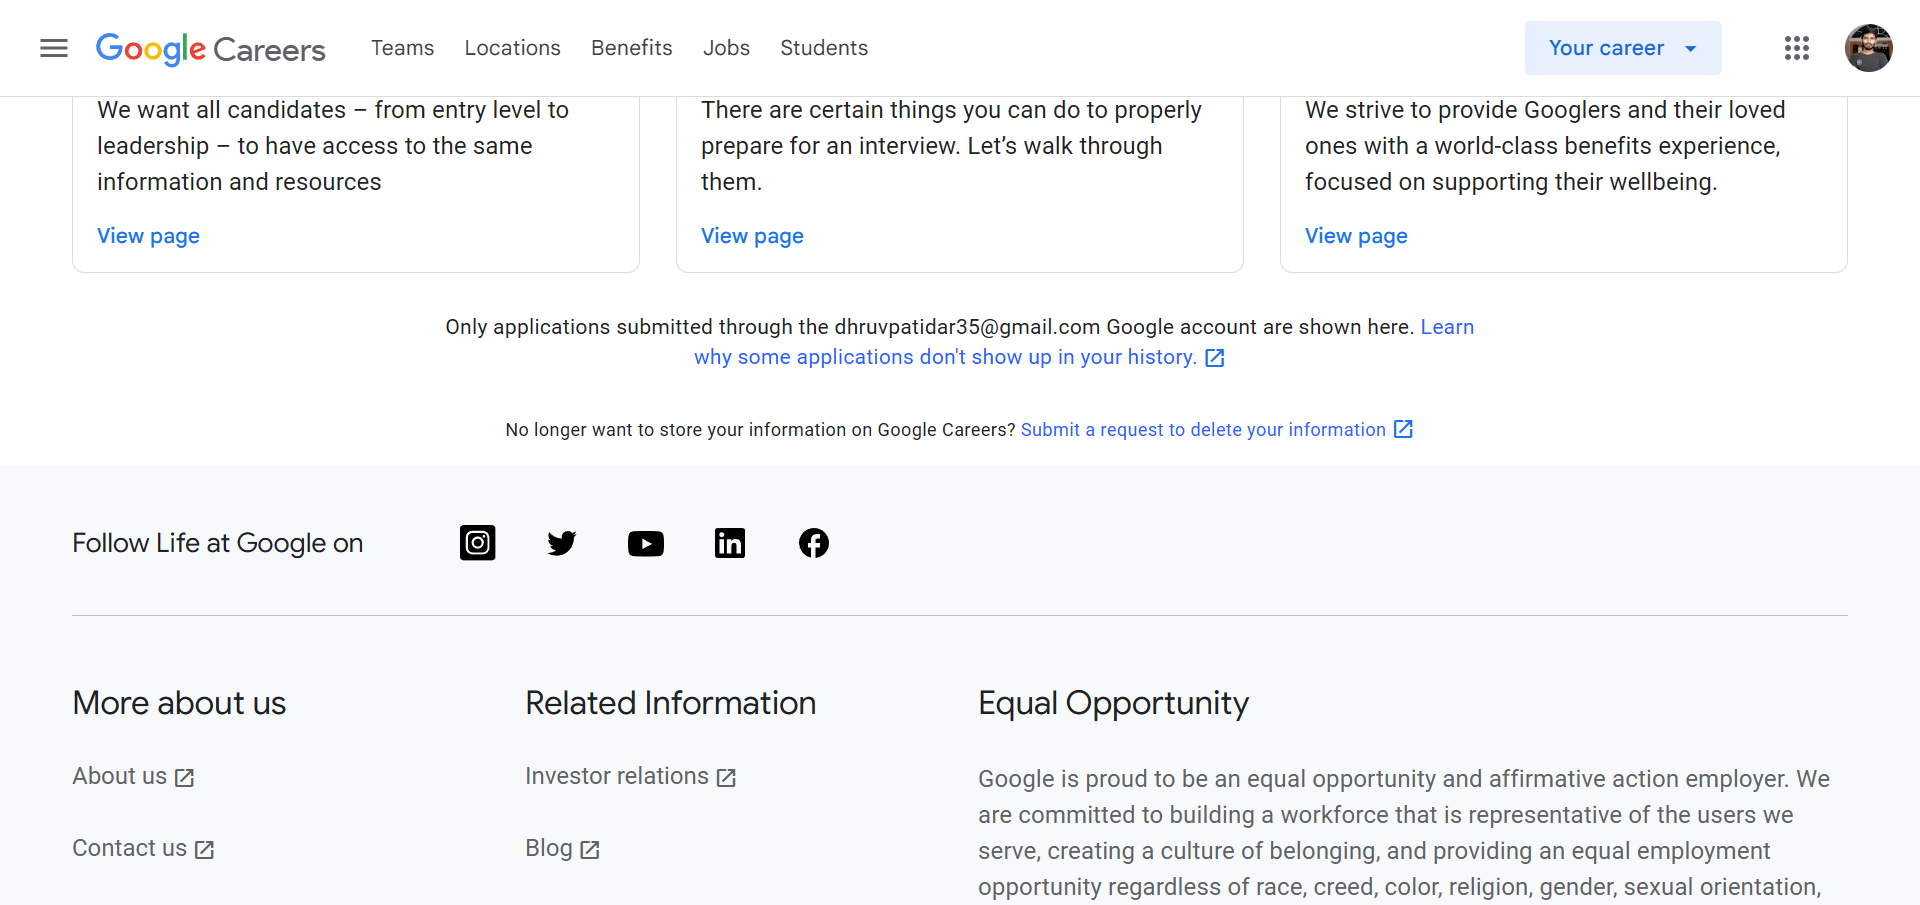 Google Careers Teams Locations Benefits Jobs Students Your career
We want all candidates – from entry level to
leadership – to have access to the same
information and resources
View page
There are certain things you can do to properly
prepare for an interview. Let’s walk through
them.
View page
We strive to provide Googlers and their loved
ones with a world-class benefits experience,
focused on supporting their wellbeing.
View page
Only applications submitted through the dhruvpatidar35@gmail.com Google account are shown here. Learn
why some applications don't show up in your history.
No longer want to store your information on Google Careers? Submit a request to delete your information
Follow Life at Google on
More about us
About us
Contact us
Related Information
Investor relations
Blog
Equal Opportunity
Google is proud to be an equal opportunity and affirmative action employer. We
are committed to building a workforce that is representative of the users we
serve, creating a culture of belonging, and providing an equal employment
opportunity regardless of race, creed, color, religion, gender, sexual orientation,